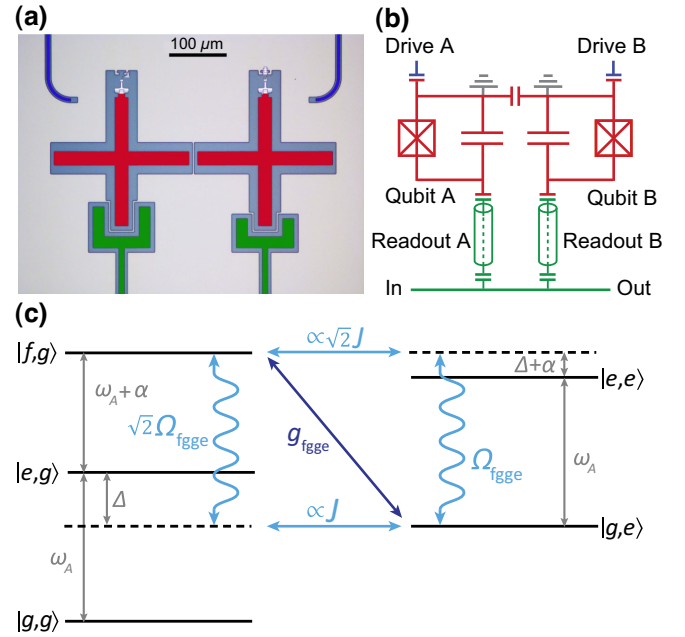 (a)
100 µm
(b)
Drive A
Drive B
Qubit A
Qubit B
Readout A
Readout B
In
Out
(c)
|f,g⟩
∝√2J
ω_A+α
√2Ω_fgge
Δ+α
|e,e⟩
g_fgge
|e,g⟩
Ω_fgge
ω_A
Δ
∝J
|g,e⟩
ω_A
|g,g⟩